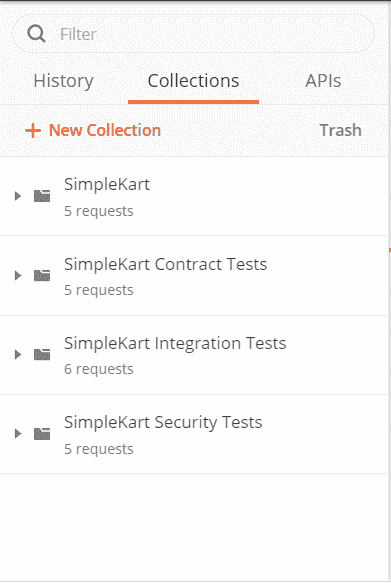 Filter
History Collections APIs
+ New Collection Trash
SimpleKart
5 requests
SimpleKart Contract Tests
5 requests
SimpleKart Integration Tests
6 requests
SimpleKart Security Tests
5 requests